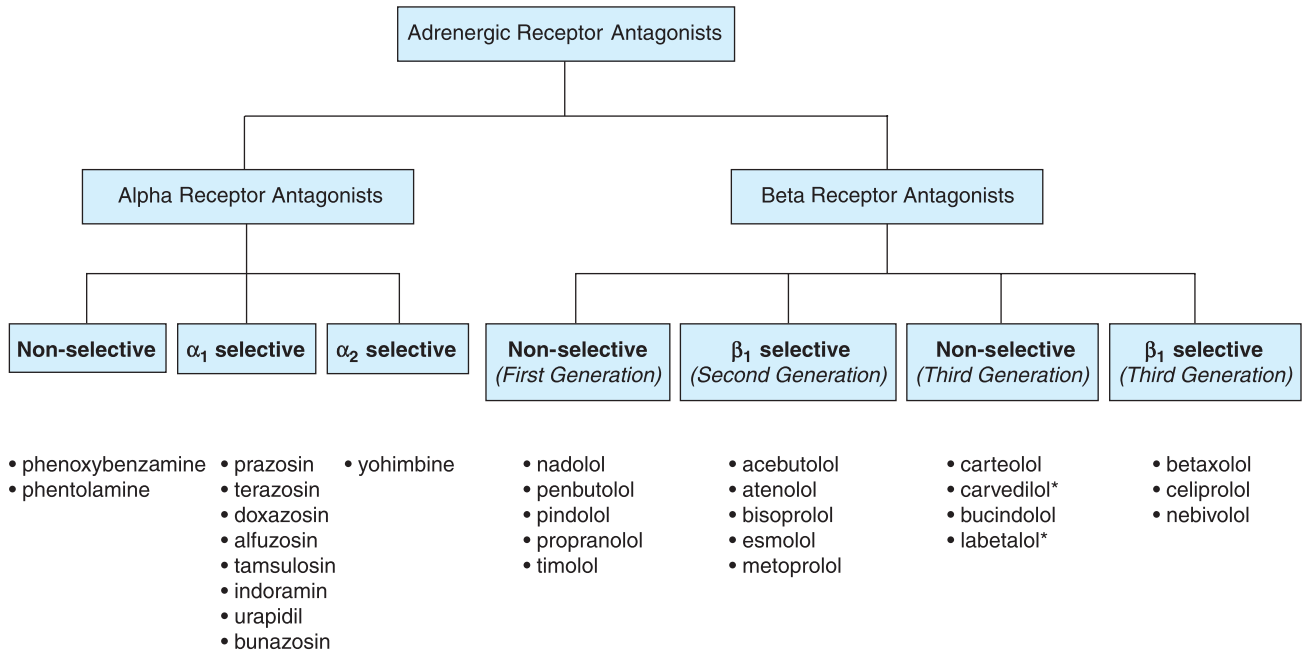 Adrenergic Receptor Antagonists
Alpha Receptor Antagonists
Beta Receptor Antagonists
Non-selective
α1 selective
α2 selective
Non-selective
(First Generation)
β1 selective
(Second Generation)
Non-selective
(Third Generation)
β1 selective
(Third Generation)
• phenoxybenzamine
• phentolamine
• prazosin
• terazosin
• doxazosin
• alfuzosin
• tamsulosin
• indoramin
• urapidil
• bunazosin
• yohimbine
• nadolol
• penbutolol
• pindolol
• propranolol
• timolol
• acebutolol
• atenolol
• bisoprolol
• esmolol
• metoprolol
• carteolol
• carvedilol*
• bucindolol
• labetalol*
• betaxolol
• celiprolol
• nebivolol